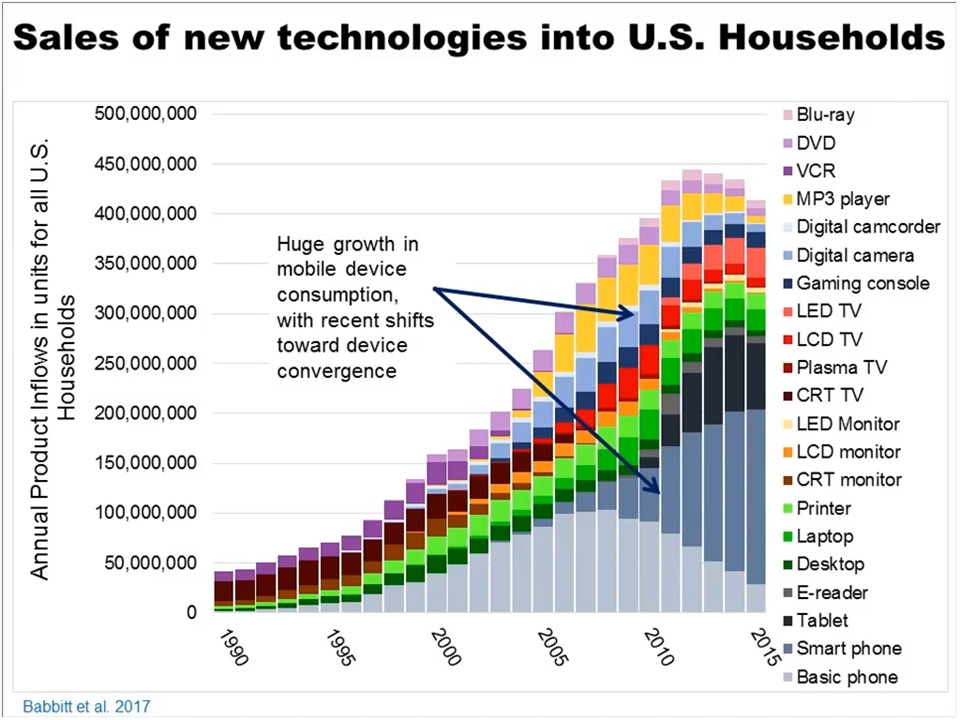 Sales of new technologies into U.S. Households
Annual Product Inflows in units for all U.S.
Households
500,000,000
450,000,000
400,000,000
350,000,000
300,000,000
250,000,000
200,000,000
150,000,000
100,000,000
50,000,000
0
Huge growth in
mobile device
consumption,
with recent shifts
toward device
convergence
1990
1995
2000
2005
2010
2015
Blu-ray
DVD
VCR
MP3 player
Digital camcorder
Digital camera
Gaming console
LED TV
LCD TV
Plasma TV
CRT TV
LED Monitor
LCD monitor
CRT monitor
Printer
Laptop
Desktop
E-reader
Tablet
Smart phone
Basic phone
Babbitt et al. 2017